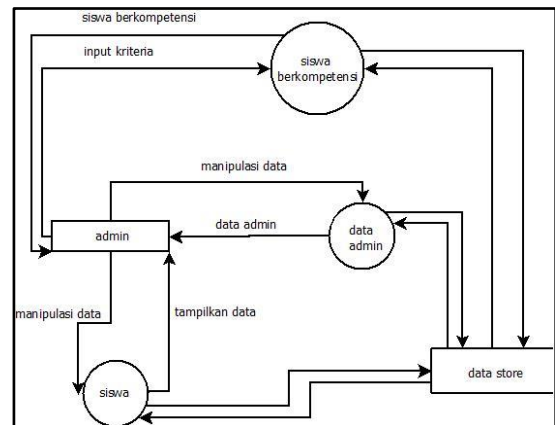 siswa berkompetensi
input kriteria
siswa
berkompetensi
manipulasi data
admin
data admin
data
admin
manipulasi data
tampilkan data
siswa
data store